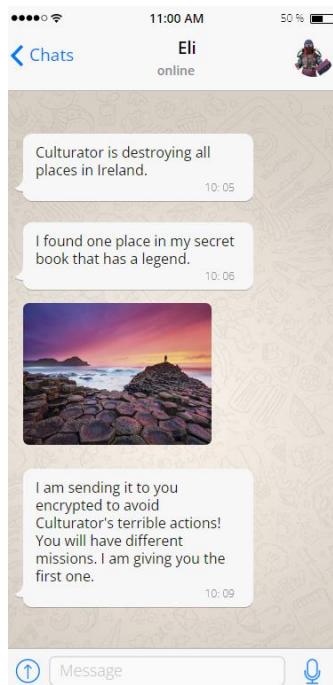 11:00 AM
50 %
Chats
Eli
online
Culturator is destroying all
places in Ireland.
10: 05
I found one place in my secret
book that has a legend.
10: 06
I am sending it to you
encrypted to avoid
Culturator's terrible actions!
You will have different
missions. I am giving you the
first one.
10: 09
Message